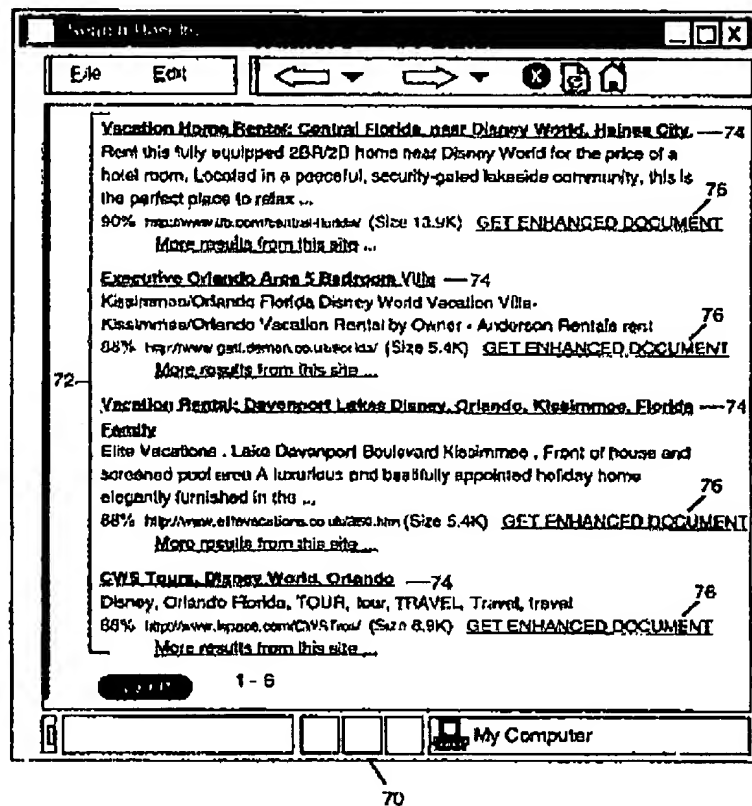 File Edit
Vacation Home Rental: Central Florida, near Disney World, Haines City, 74
Rent this fully equipped 2BR/2B home near Disney World for the price of a
hotel room. Located in a peaceful, security-gated lakeside community, this is
the perfect place to relax ...
76
90% (Size 13.9K) GET ENHANCED DOCUMENT
More results from this site ...
Executive Orlando Area 5 Bedroom Villa 74
Kissimmee/Orlando Florida Disney World Vacation Villa-
Kissimmee/Orlando Vacation Rental by Owner - Anderson Rentals rent
76
88% (Size 5.4K) GET ENHANCED DOCUMENT
More results from this site ...
72
Vacation Rental: Davenport Lakes Disney, Orlando, Kissimmee, Florida 74
Family
Elite Vacations . Lake Davenport Boulevard Kissimmee . Front of house and
screened pool area A luxurious and beatifully appointed holiday home
elegantly furnished in the ...
76
88% (Size 5.4K) GET ENHANCED DOCUMENT
More results from this site ...
CWS Tours, Disney World, Orlando 74
76
Disney, Orlando Florida, TOUR, tour, TRAVEL, Travel, travel
88% (Size 8.9K) GET ENHANCED DOCUMENT
More results from this site ...
1 - 6
My Computer
70